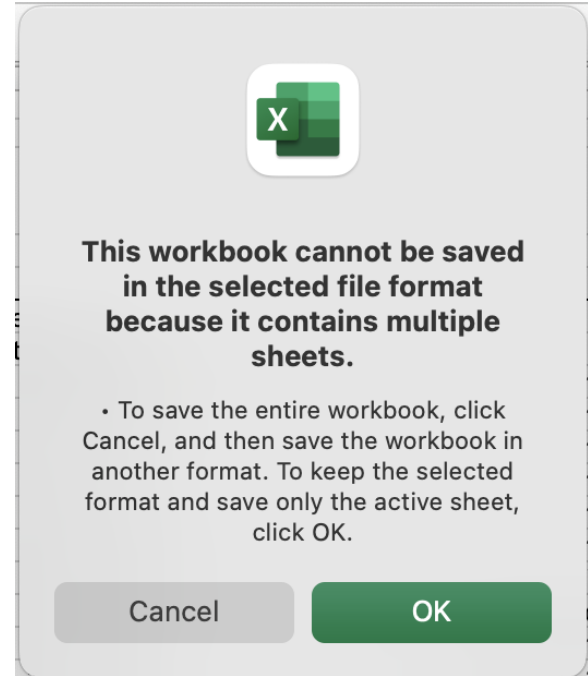 X
This workbook cannot be saved
in the selected file format
because it contains multiple
sheets.
• To save the entire workbook, click
Cancel, and then save the workbook in
another format. To keep the selected
format and save only the active sheet,
click OK.
Cancel
OK